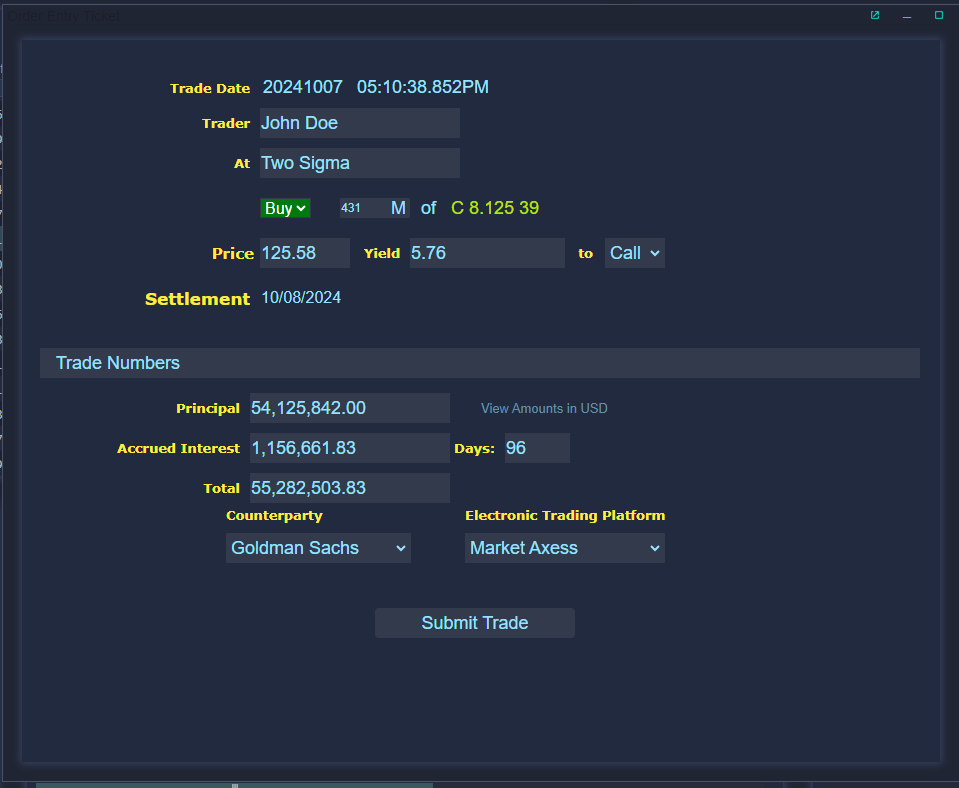 Order Entry Ticket
Trade Date 20241007 05:10:38.852PM
Trader John Doe
At Two Sigma
Buy 431 M of C 8.125 39
Price 125.58 Yield 5.76 to Call
Settlement 10/08/2024
Trade Numbers
Principal 54,125,842.00 View Amounts in USD
Accrued Interest 1,156,661.83 Days: 96
Total 55,282,503.83
Counterparty Electronic Trading Platform
Goldman Sachs Market Axess
Submit Trade